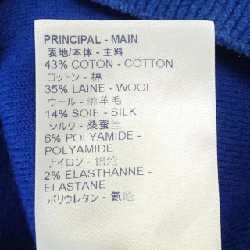 PRINCIPAL - MAIN
表地/本体 - 主料
43% COTON - COTTON
コットン - 棉
35% LAINE - WOOL
ウール - 绵羊毛
14% SOIE - SILK
シルク - 桑蚕丝
6% POLYAMIDE -
POLYAMIDE
ナイロン - 锦纶
2% ELASTHANNE -
ELASTANE
ポリウレタン - 氨纶